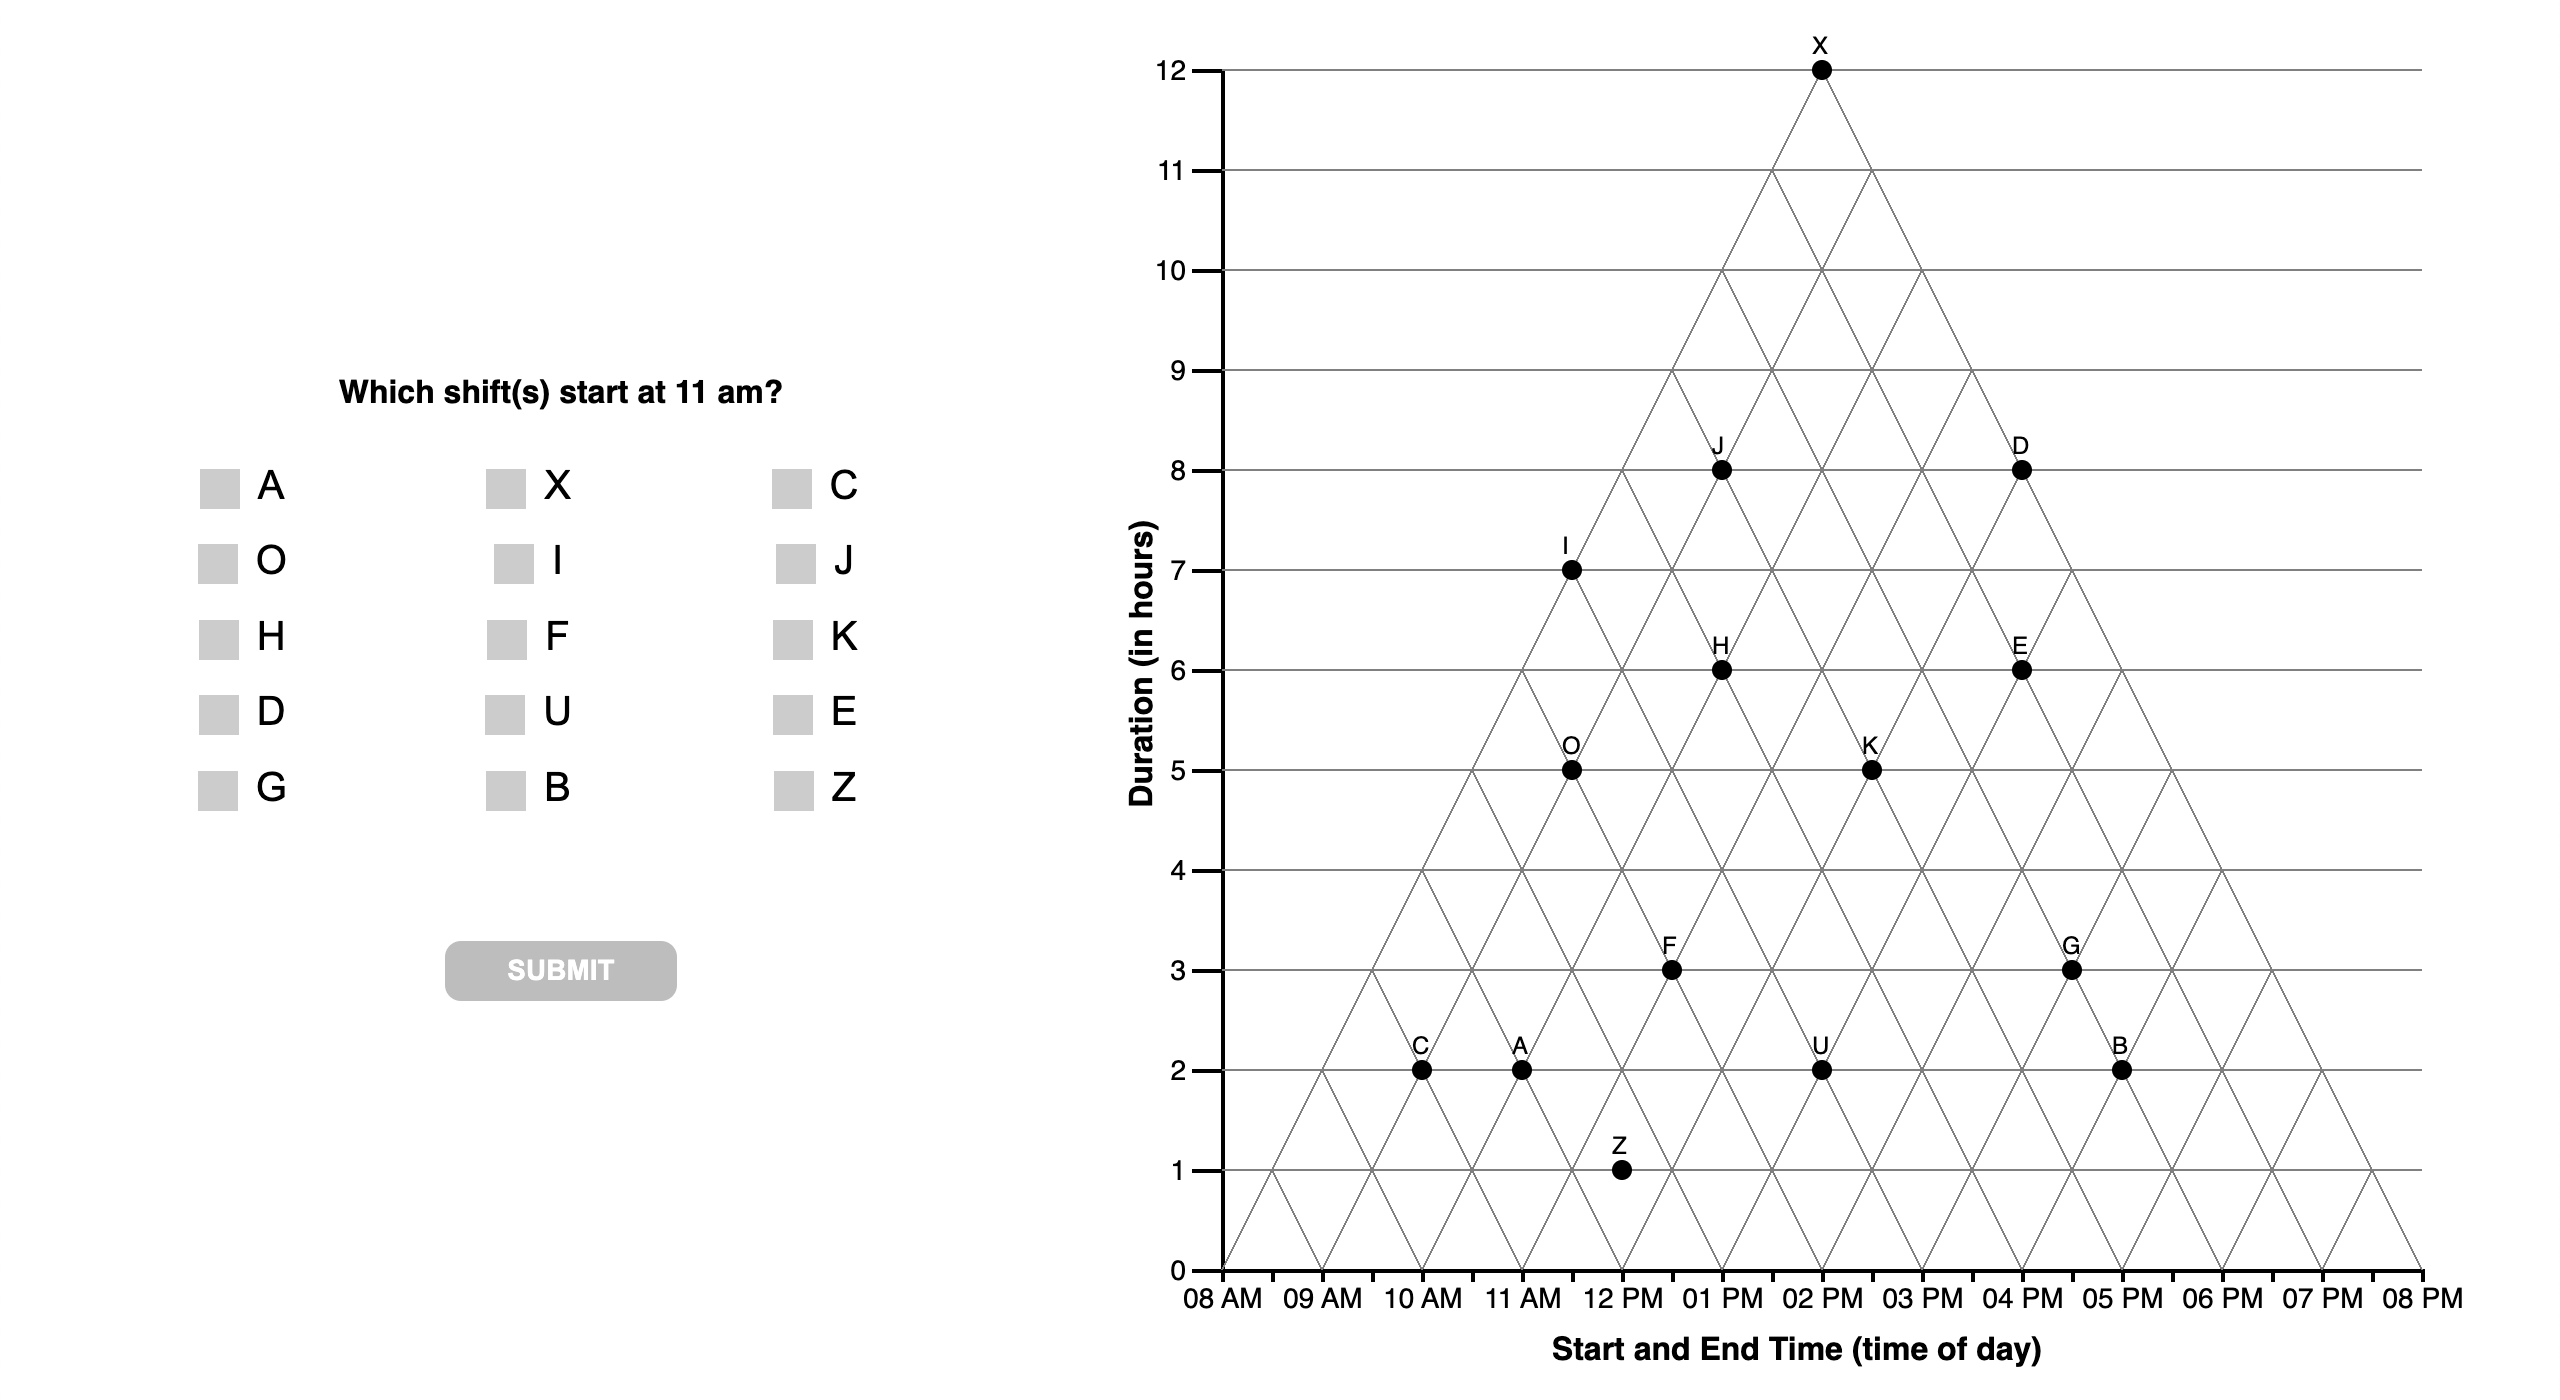 Which shift(s) start at 11 am?
A X C
O I J
H F K
D U E
G B Z
SUBMIT
X
12
11
10
9
J D
8
I
7
H E
6
O K
5
4
F G
3
C A U B
2
Z
1
0
08 AM 09 AM 10 AM 11 AM 12 PM 01 PM 02 PM 03 PM 04 PM 05 PM 06 PM 07 PM 08 PM
Duration (in hours)
Start and End Time (time of day)